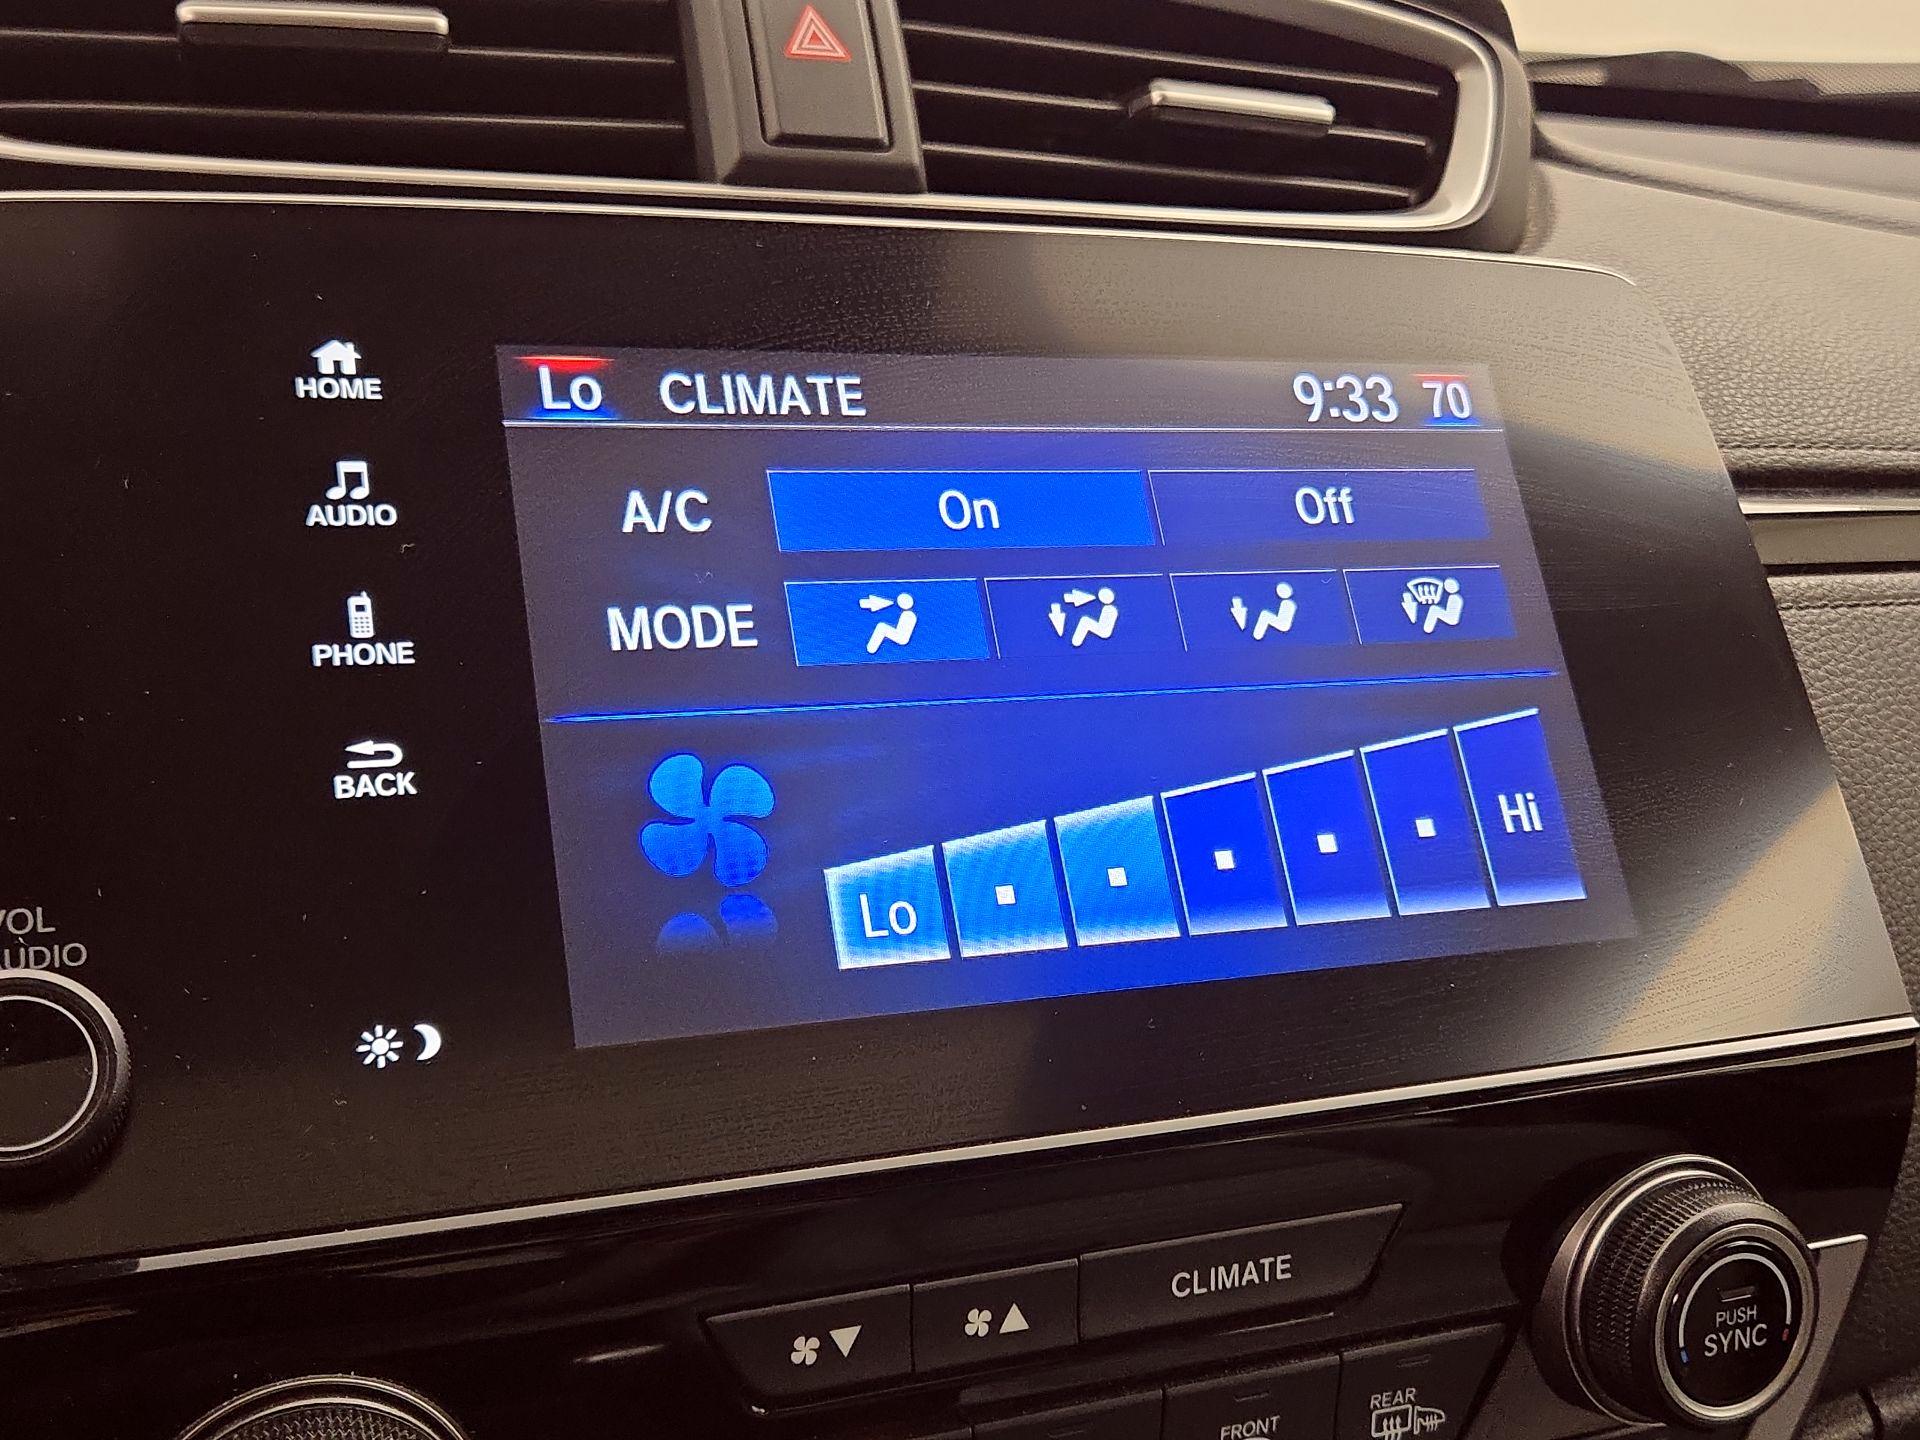 HOME
AUDIO
PHONE
BACK
Lo CLIMATE 9:33 70
A/C On Off
MODE
Lo Hi
VOL
AUDIO
CLIMATE
PUSH
SYNC
FRONT
REAR